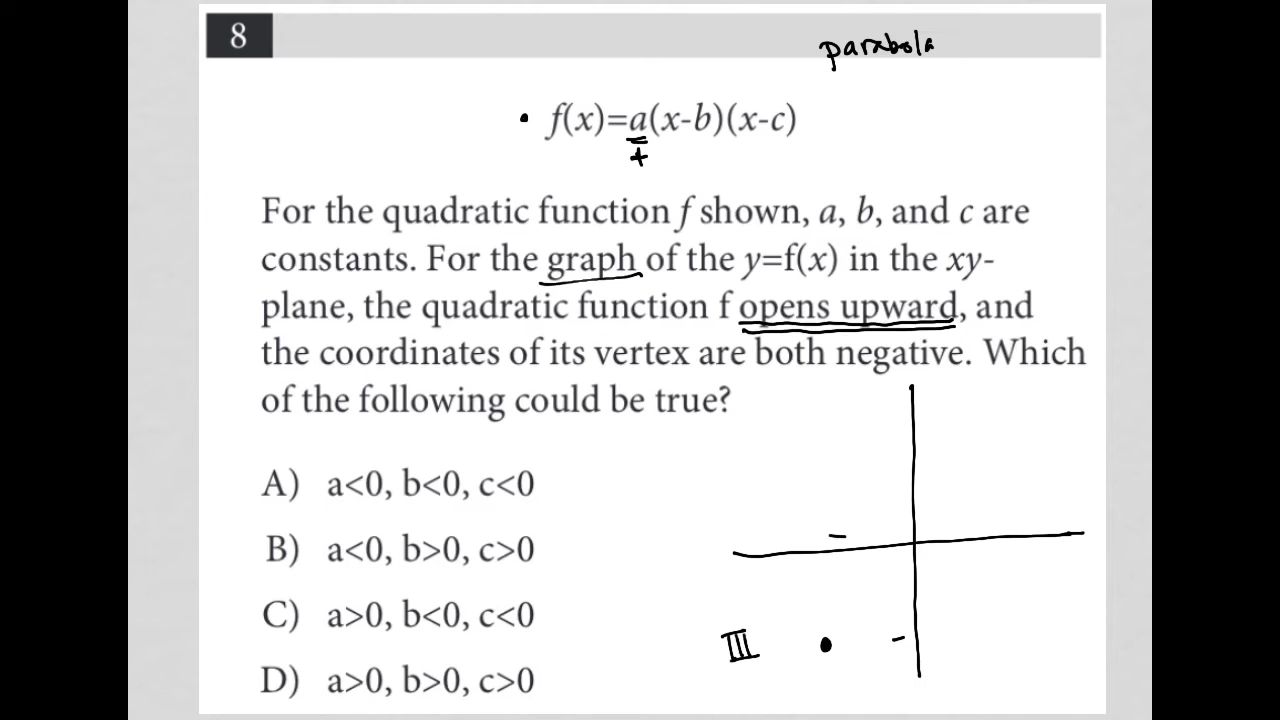 8
parabola
• f(x)=a(x-b)(x-c)
+
For the quadratic function f shown, a, b, and c are
constants. For the graph of the y=f(x) in the xy-
plane, the quadratic function f opens upward, and
the coordinates of its vertex are both negative. Which
of the following could be true?
A) a<0, b<0, c<0
B) a<0, b>0, c>0
C) a>0, b<0, c<0
D) a>0, b>0, c>0
III